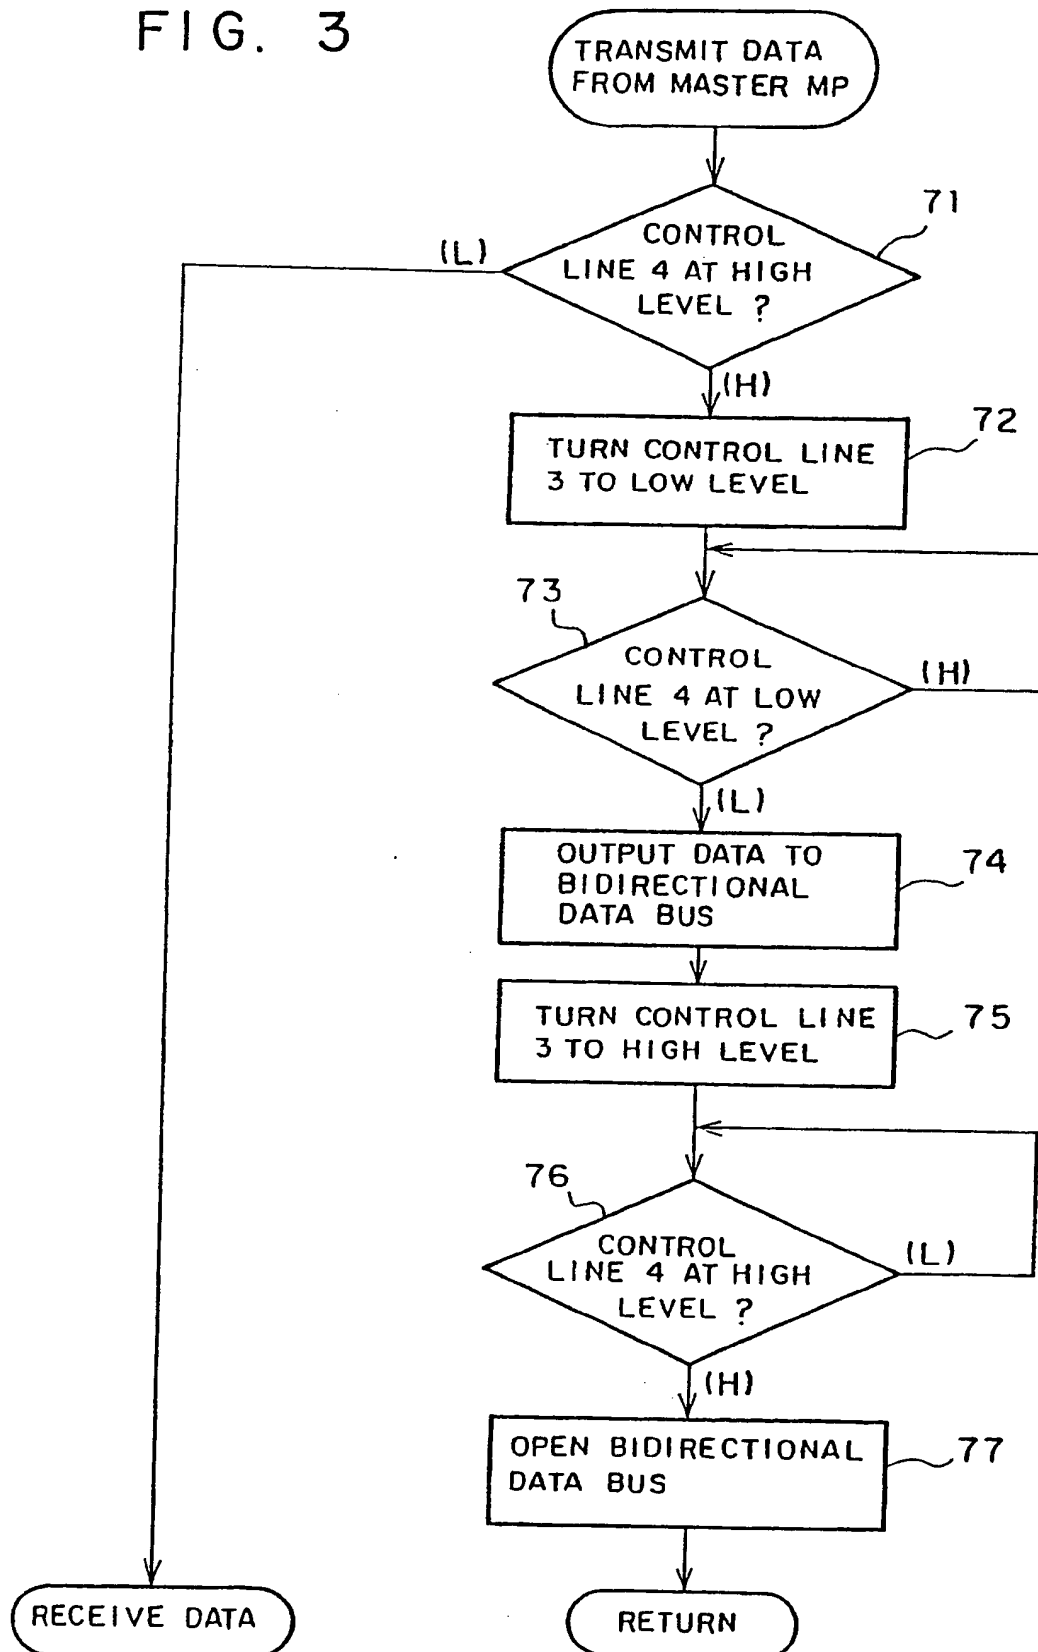 FIG. 3
TRANSMIT DATA
FROM MASTER MP
71
CONTROL
LINE 4 AT HIGH
LEVEL ?
(L)
(H)
72
TURN CONTROL LINE
3 TO LOW LEVEL
73
CONTROL
LINE 4 AT LOW
LEVEL ?
(H)
(L)
74
OUTPUT DATA TO
BIDIRECTIONAL
DATA BUS
75
TURN CONTROL LINE
3 TO HIGH LEVEL
76
CONTROL
LINE 4 AT HIGH
LEVEL ?
(L)
(H)
77
OPEN BIDIRECTIONAL
DATA BUS
RECEIVE DATA
RETURN